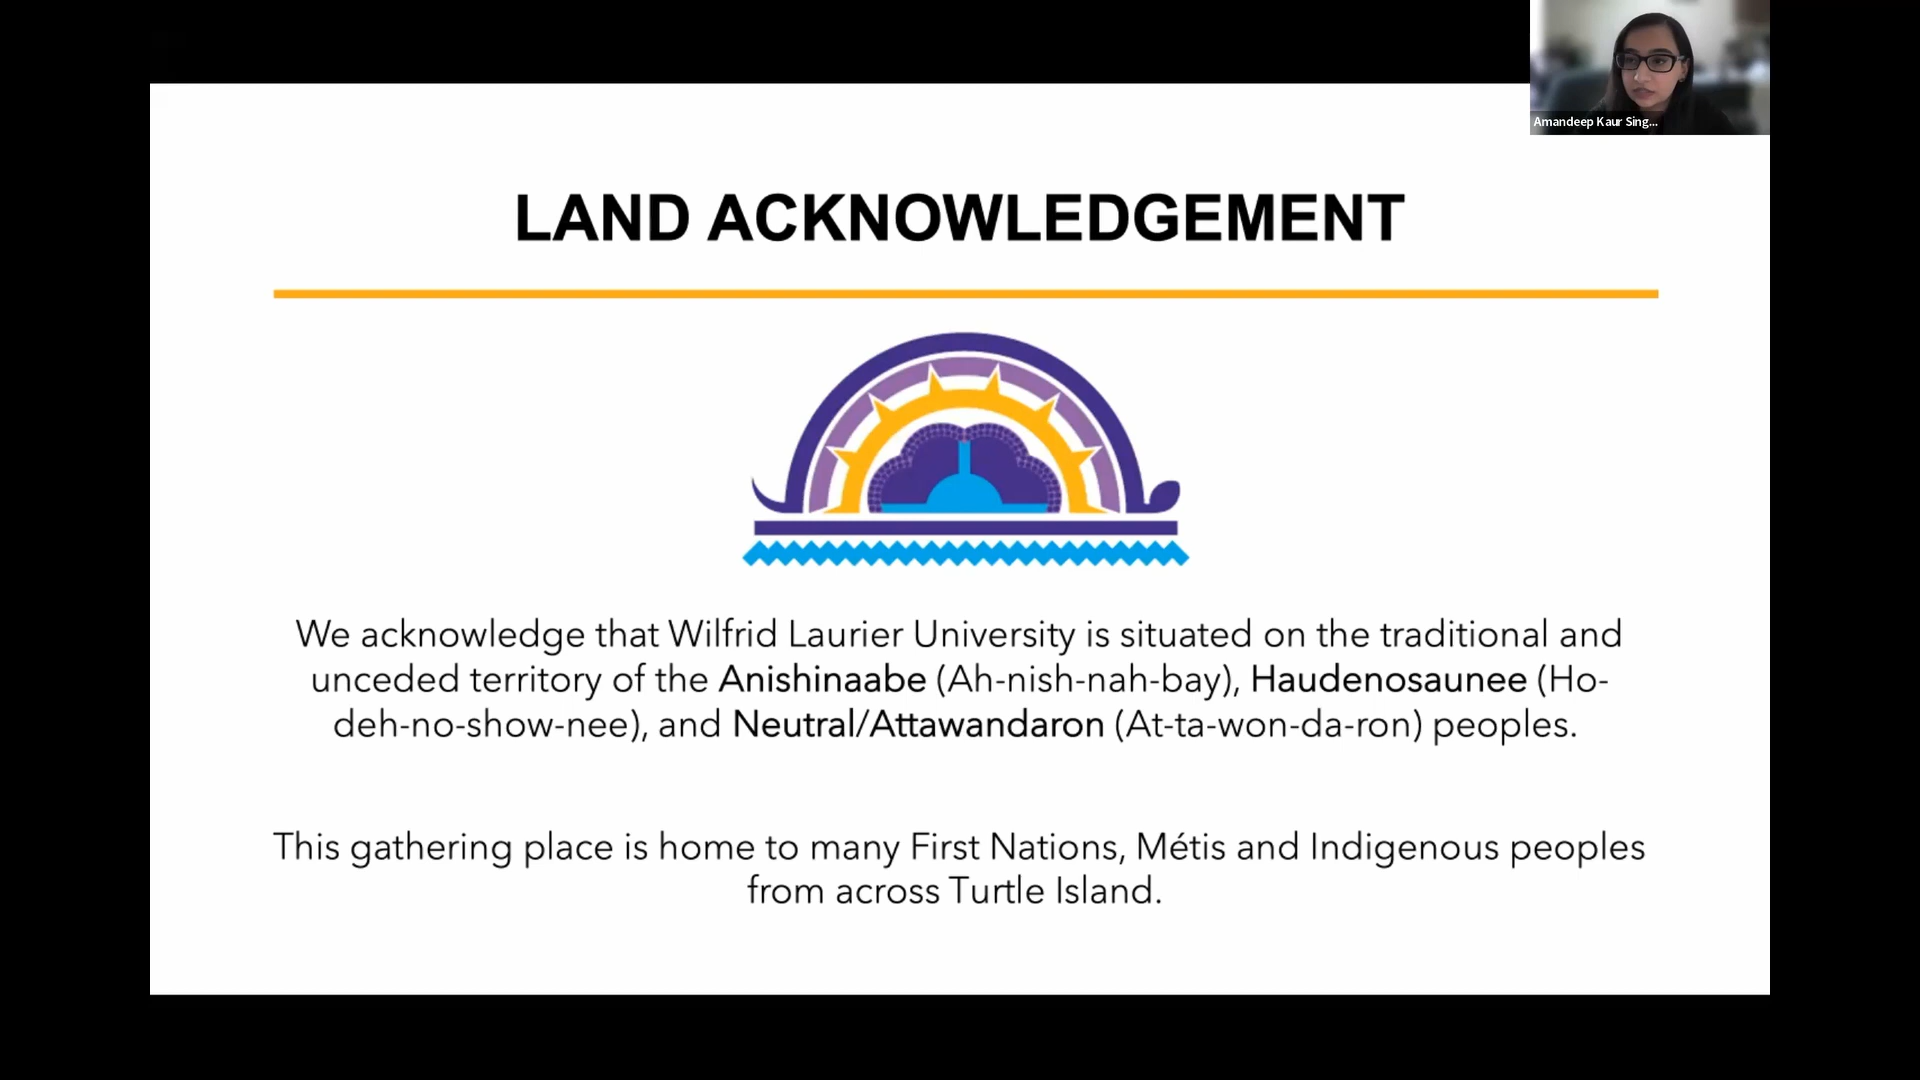 Amandeep Kaur Sing...
LAND ACKNOWLEDGEMENT
We acknowledge that Wilfrid Laurier University is situated on the traditional and
unceded territory of the Anishinaabe (Ah-nish-nah-bay), Haudenosaunee (Ho-
deh-no-show-nee), and Neutral/Attawandaron (At-ta-won-da-ron) peoples.
This gathering place is home to many First Nations, Métis and Indigenous peoples
from across Turtle Island.